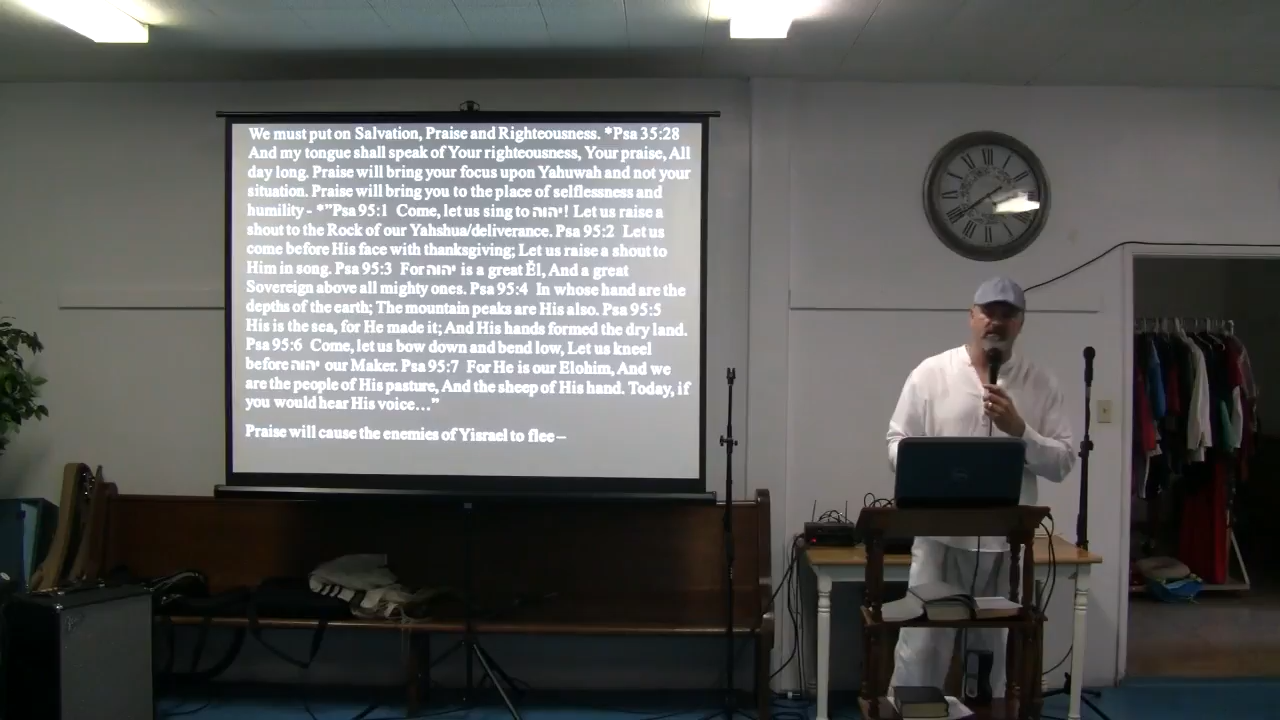 We must put on Salvation, Praise and Righteousness. *Psa 35:28
And my tongue shall speak of Your righteousness, Your praise, All
day long. Praise will bring your focus upon Yahuwah and not your
situation. Praise will bring you to the place of selflessness and
humility - *"Psa 95:1 Come, let us sing to יהוה! Let us raise a
shout to the Rock of our Yahshua/deliverance. Psa 95:2 Let us
come before His face with thanksgiving; Let us raise a shout to
Him in song. Psa 95:3 For יהוה is a great Ěl, And a great
Sovereign above all mighty ones. Psa 95:4 In whose hand are the
depths of the earth; The mountain peaks are His also. Psa 95:5
His is the sea, for He made it; And His hands formed the dry land.
Psa 95:6 Come, let us bow down and bend low, Let us kneel
before יהוה our Maker. Psa 95:7 For He is our Elohim, And we
are the people of His pasture, And the sheep of His hand. Today, if
you would hear His voice…"
Praise will cause the enemies of Yisrael to flee –